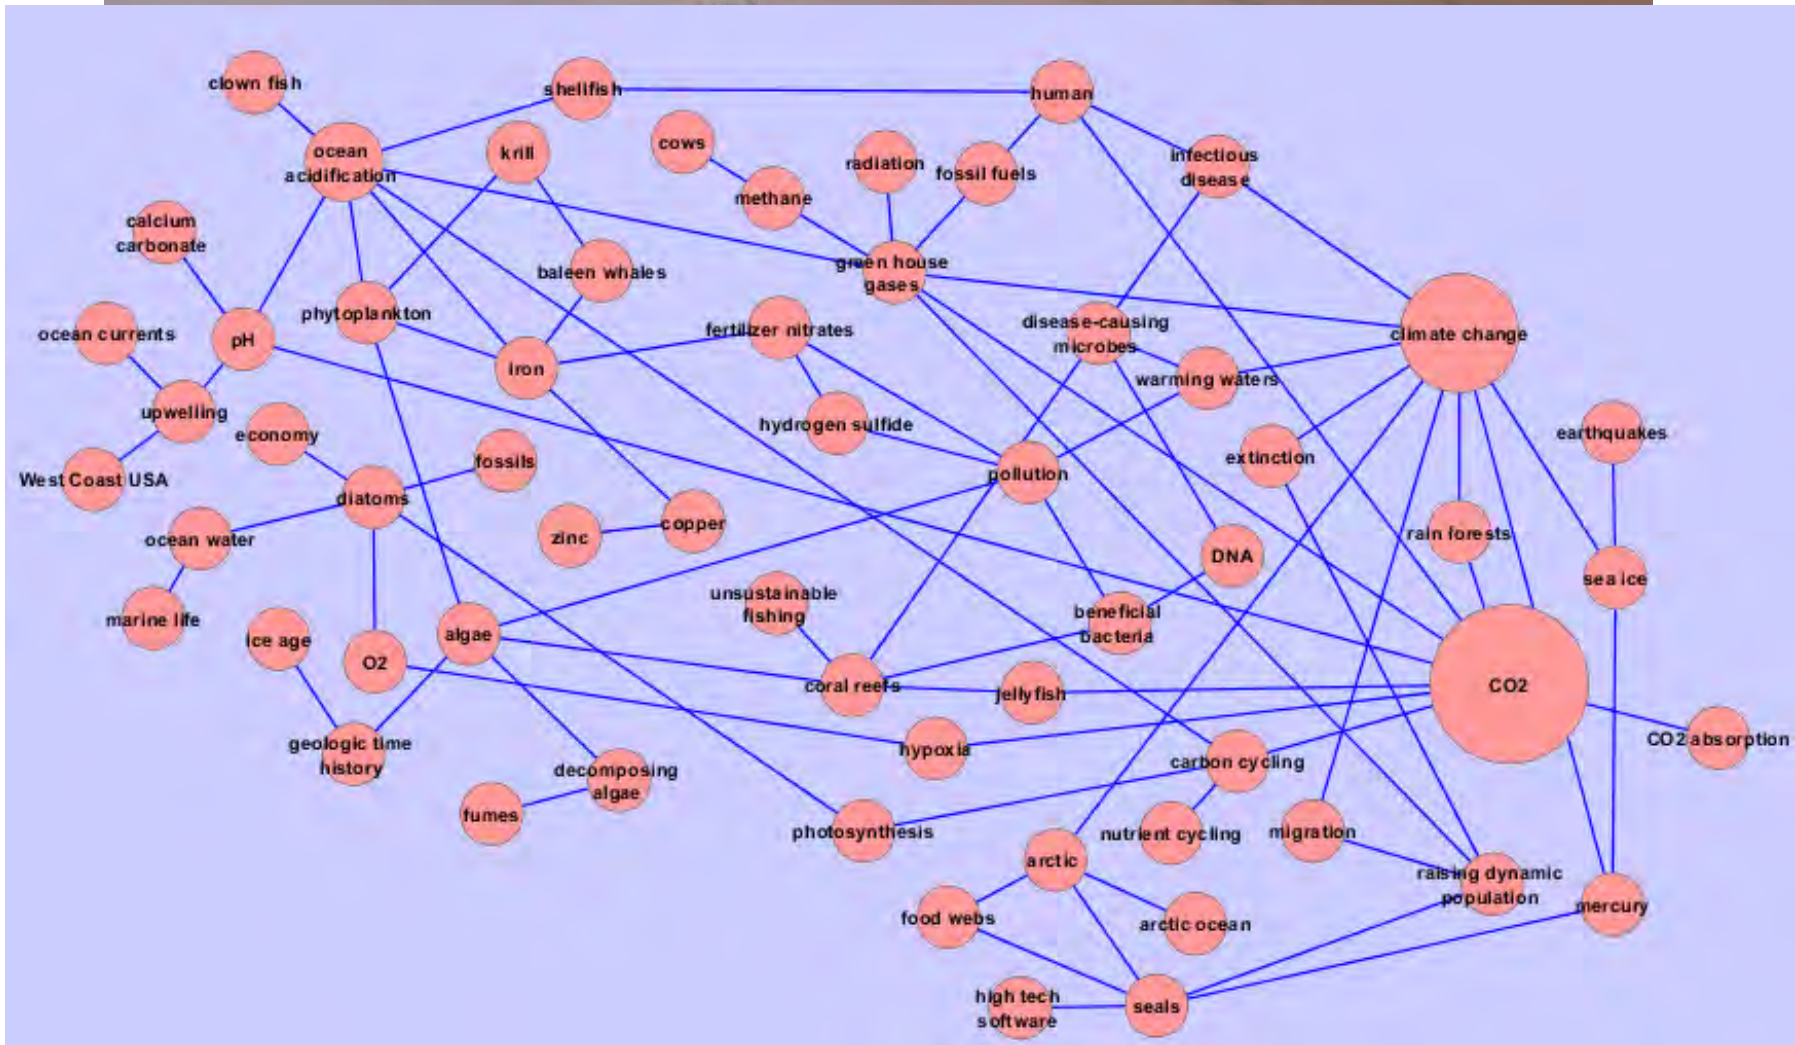 clown fish
shellfish
human
ocean
acidification
krill
cows
radiation
fossil fuels
infectious
disease
methane
calcium
carbonate
baleen whales
green house
gases
ocean currents
pH
phytoplankton
fertilizer nitrates
disease-causing
microbes
climate change
iron
warming waters
upwelling
economy
hydrogen sulfide
earthquakes
West Coast USA
fossils
diatoms
pollution
extinction
ocean water
zinc
copper
rain forests
DNA
sea ice
unsustainable
fishing
beneficial
bacteria
marine life
ice age
algae
O2
coral reefs
jellyfish
CO2
geologic time
history
hypoxia
carbon cycling
CO2 absorption
decomposing
algae
fumes
photosynthesis
nutrient cycling
migration
arctic
raising dynamic
population
mercury
food webs
arctic ocean
high tech
software
seals